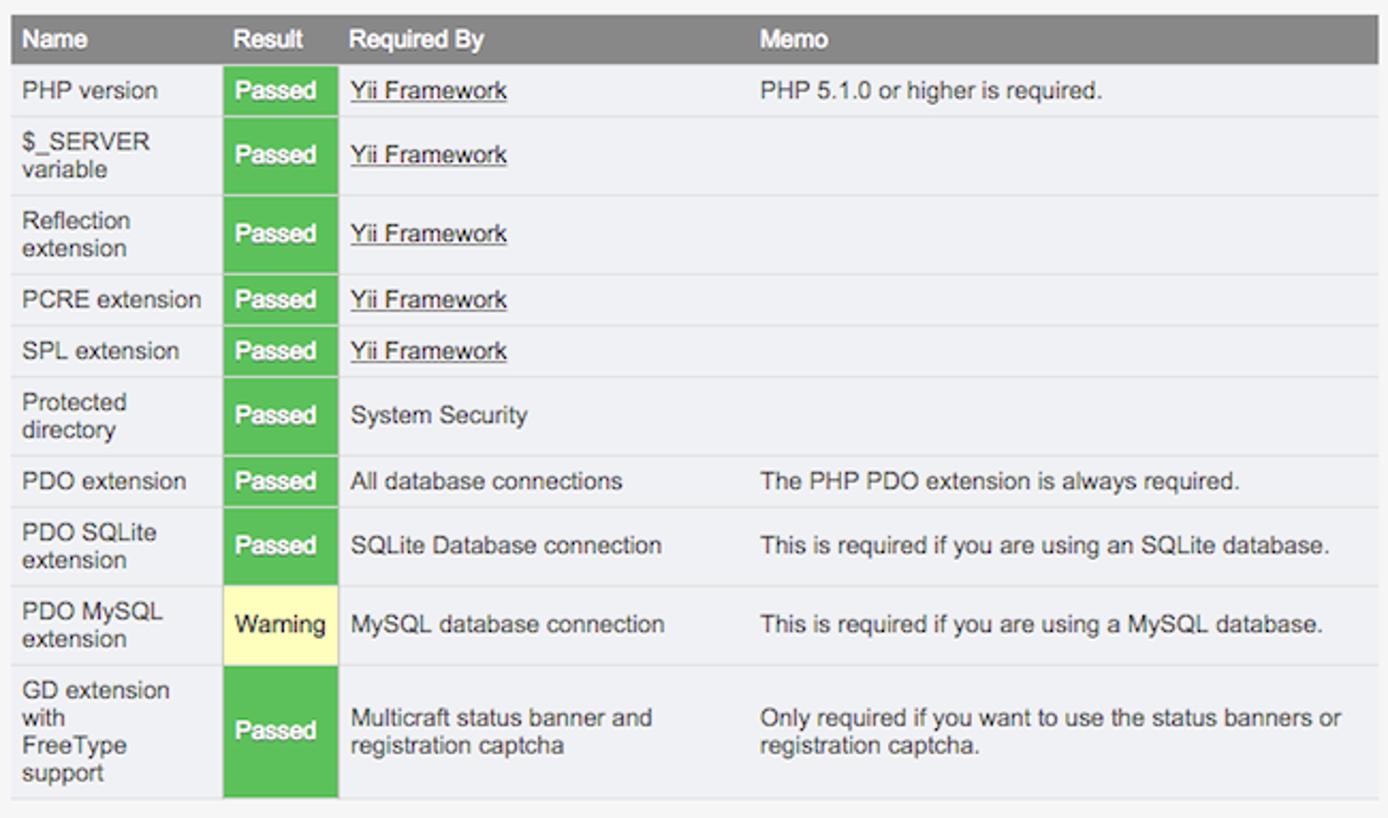 Name Result Required By Memo
PHP version Passed Yii Framework PHP 5.1.0 or higher is required.
$_SERVER
variable Passed Yii Framework
Reflection
extension Passed Yii Framework
PCRE extension Passed Yii Framework
SPL extension Passed Yii Framework
Protected
directory Passed System Security
PDO extension Passed All database connections The PHP PDO extension is always required.
PDO SQLite
extension Passed SQLite Database connection This is required if you are using an SQLite database.
PDO MySQL
extension Warning MySQL database connection This is required if you are using a MySQL database.
GD extension
with
FreeType
support Passed Multicraft status banner and
registration captcha Only required if you want to use the status banners or
registration captcha.